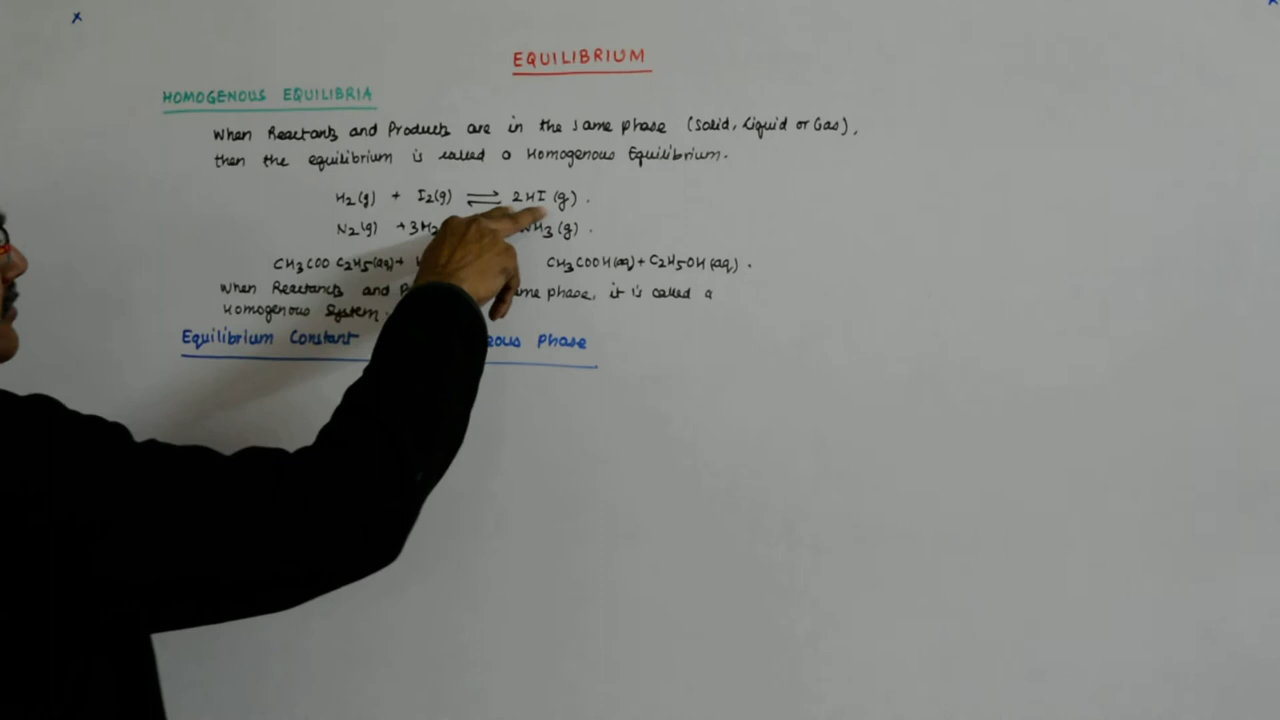 EQUILIBRIUM
HOMOGENOUS EQUILIBRIA
When Reactants and Products are in the same phase (Solid, Liquid or Gas),
then the equilibrium is called a Homogenous Equilibrium.
H2(g) + I2(g) ⇌ 2HI (g).
N2(g) +3H2 H3(g).
CH3COO C2H5(aq)+ CH3COOH(aq)+C2H5OH(aq).
When Reactants and phase, it is called a
Homogenous System.
Equilibrium Constant Phase